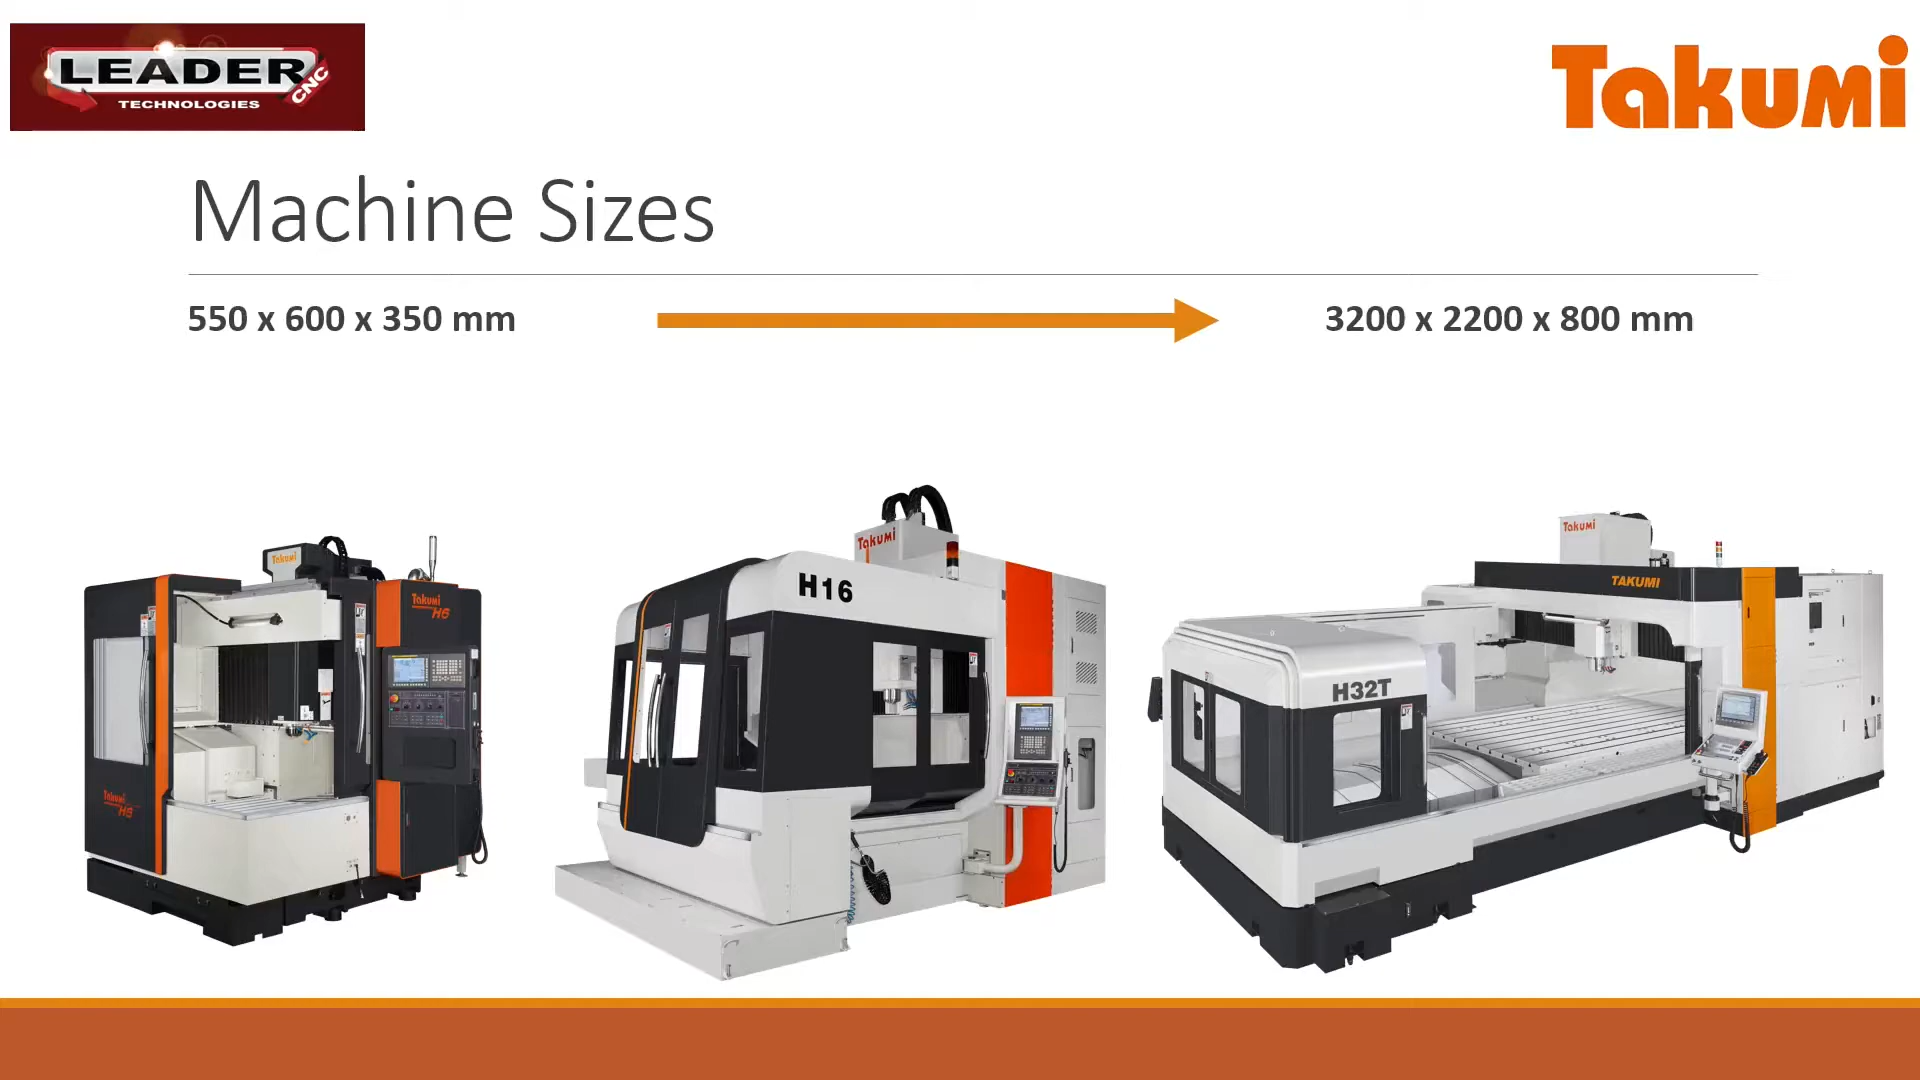 LEADER
CNC
TECHNOLOGIES
Takumi
Machine Sizes
550 x 600 x 350 mm
3200 x 2200 x 800 mm
Takumi
Takumi
H6
Takumi
H6
Takumi
H16
Takumi
TAKUMI
H32T